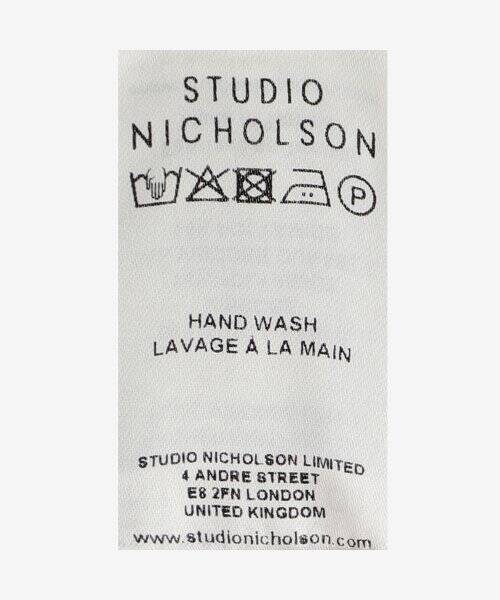 STUDIO
NICHOLSON
P
HAND WASH
LAVAGE À LA MAIN
STUDIO NICHOLSON LIMITED
4 ANDRE STREET
E8 2FN LONDON
UNITED KINGDOM
www.studionicholson.com